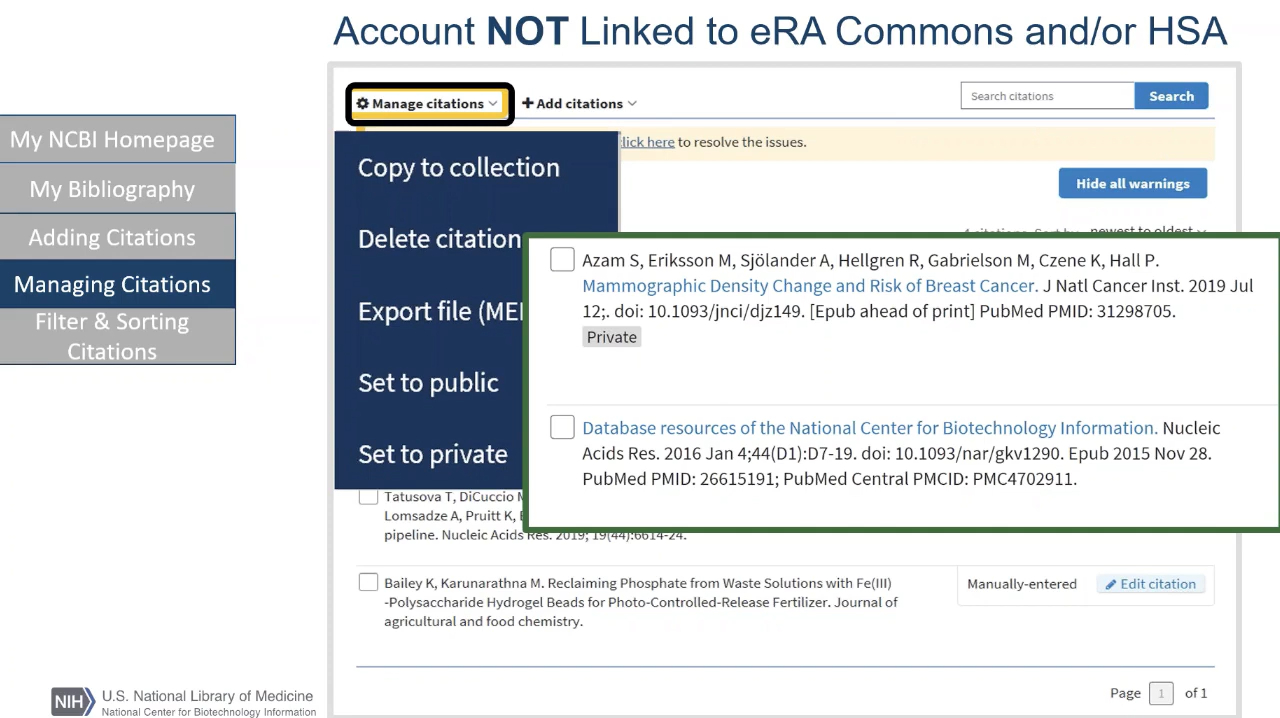 Account NOT Linked to eRA Commons and/or HSA
My NCBI Homepage
My Bibliography
Adding Citations
Managing Citations
Filter & Sorting
Citations
Manage citations
Add citations
Search citations
Search
click here to resolve the issues.
Hide all warnings
4 citations. Sort by newest to oldest
Copy to collection
Delete citation
Export file (ME
Set to public
Set to private
Azam S, Eriksson M, Sjölander A, Hellgren R, Gabrielson M, Czene K, Hall P.
Mammographic Density Change and Risk of Breast Cancer. J Natl Cancer Inst. 2019 Jul
12;. doi: 10.1093/jnci/djz149. [Epub ahead of print] PubMed PMID: 31298705.
Private
Database resources of the National Center for Biotechnology Information. Nucleic
Acids Res. 2016 Jan 4;44(D1):D7-19. doi: 10.1093/nar/gkv1290. Epub 2015 Nov 28.
PubMed PMID: 26615191; PubMed Central PMCID: PMC4702911.
Tatusova T, DiCuccio M
Lomsadze A, Pruitt K,
pipeline. Nucleic Acids Res. 2019; 19(44):6614-24.
Bailey K, Karunarathna M. Reclaiming Phosphate from Waste Solutions with Fe(III)
-Polysaccharide Hydrogel Beads for Photo-Controlled-Release Fertilizer. Journal of
agricultural and food chemistry.
Manually-entered
Edit citation
Page 1 of 1
NIH
U.S. National Library of Medicine
National Center for Biotechnology Information